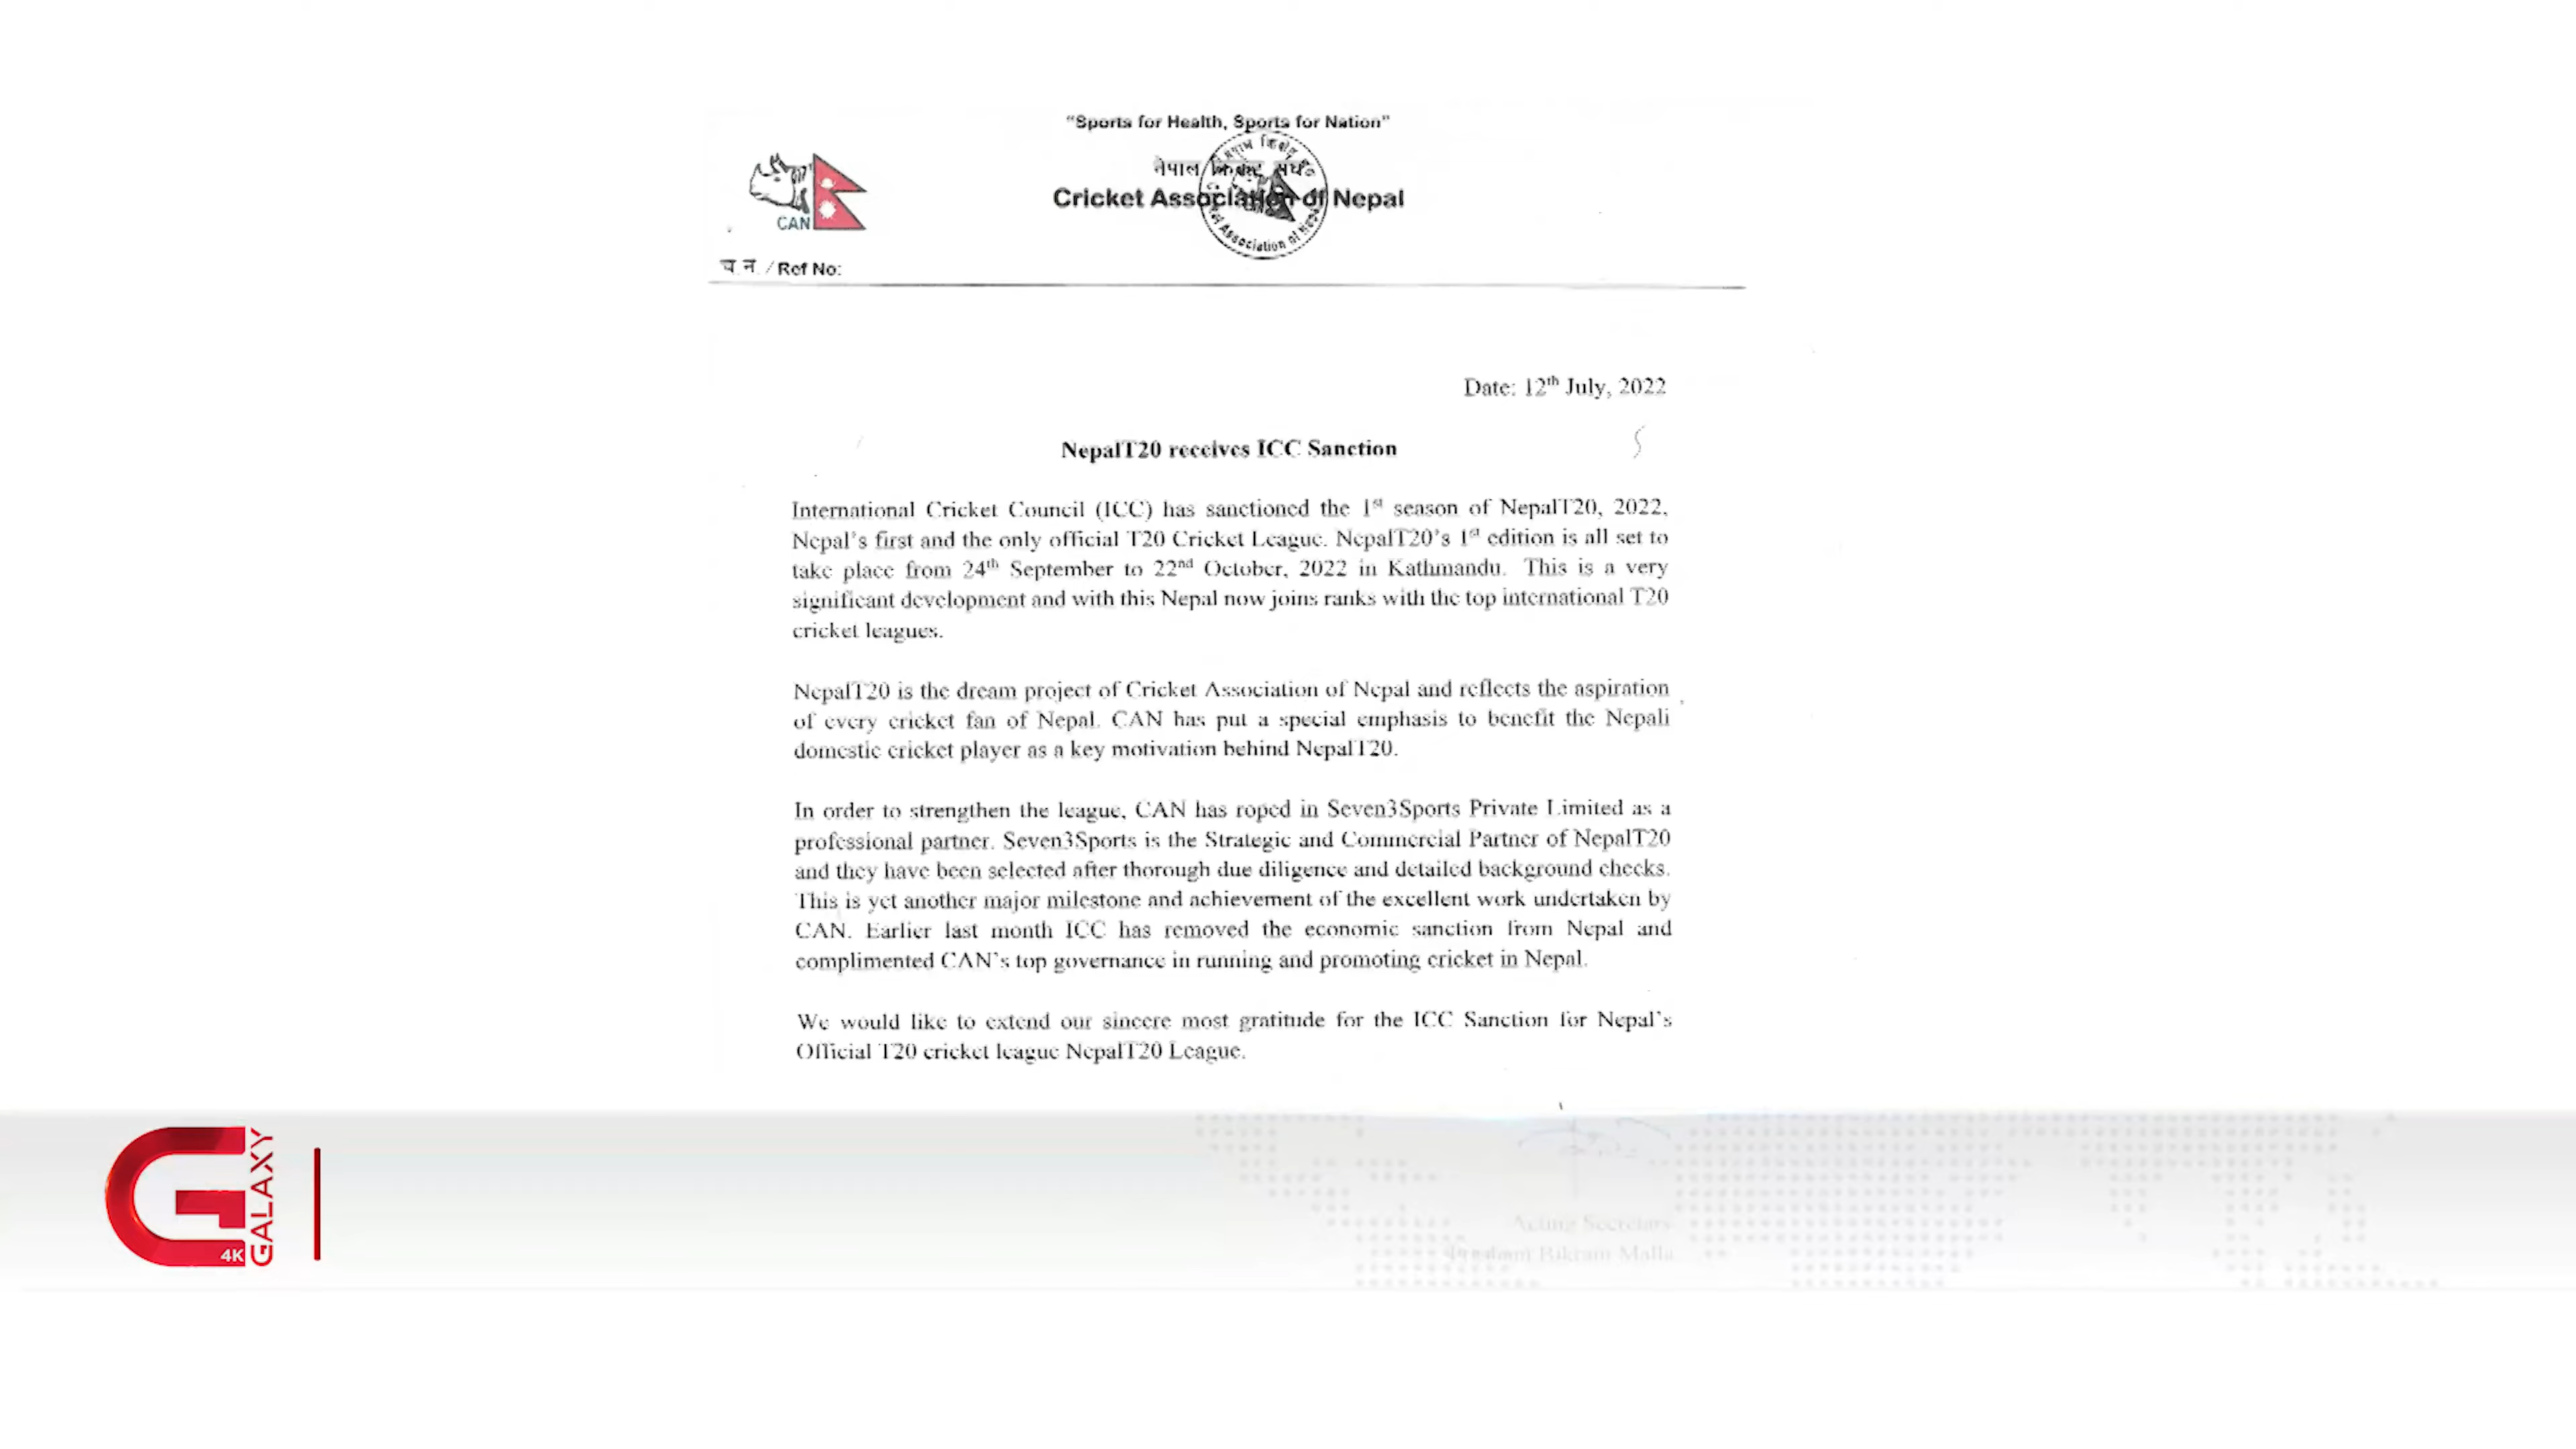 "Sports for Health, Sports for Nation"
नेपाल क्रिकेट संघ
Cricket Association of Nepal
CAN
च नं / Ref No:
Date: 12th July, 2022
NepalT20 receives ICC Sanction
International Cricket Council (ICC) has sanctioned the 1st season of NepalT20, 2022,
Nepal's first and the only official T20 Cricket League. NepalT20's 1st edition is all set to
take place from 24th September to 22nd October, 2022 in Kathmandu. This is a very
significant development and with this Nepal now joins ranks with the top international T20
cricket leagues.
NepalT20 is the dream project of Cricket Association of Nepal and reflects the aspiration
of every cricket fan of Nepal. CAN has put a special emphasis to benefit the Nepali
domestic cricket player as a key motivation behind NepalT20.
In order to strengthen the league, CAN has roped in Seven3Sports Private Limited as a
professional partner. Seven3Sports is the Strategic and Commercial Partner of NepalT20
and they have been selected after thorough due diligence and detailed background checks.
This is yet another major milestone and achievement of the excellent work undertaken by
CAN. Earlier last month ICC has removed the economic sanction from Nepal and
complimented CAN's top governance in running and promoting cricket in Nepal.
We would like to extend our sincere most gratitude for the ICC Sanction for Nepal's
Official T20 cricket league NepalT20 League.
Acting Secretary
Bikram Malla
GALAXY
4K